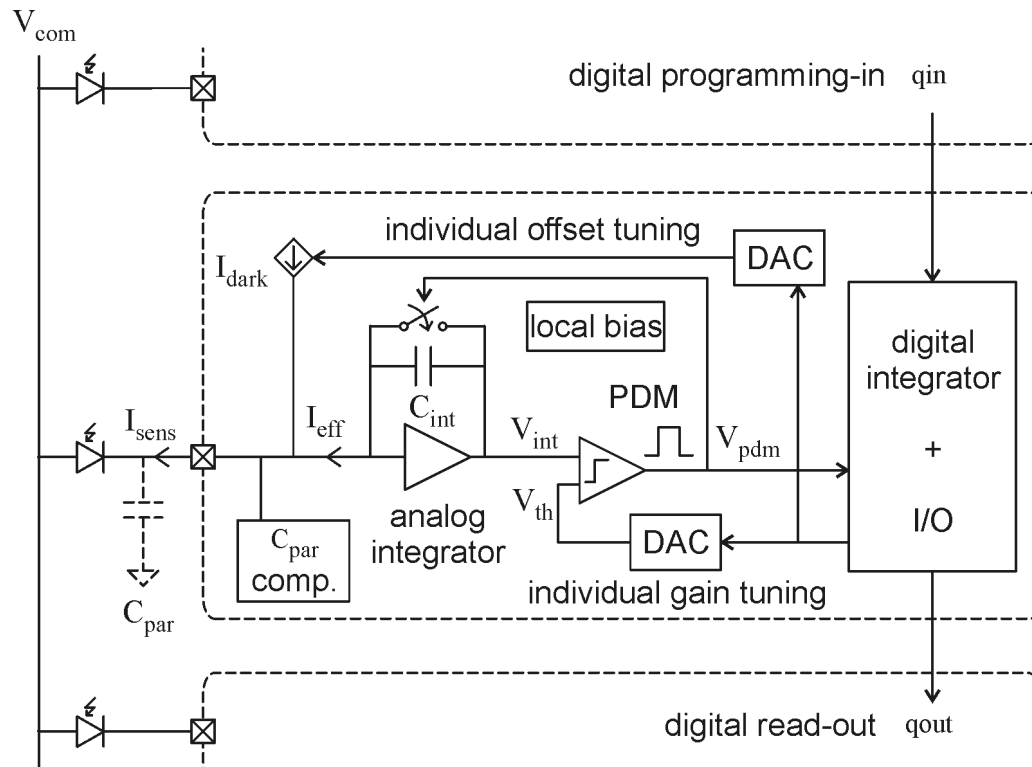 V_com
digital programming-in qin
individual offset tuning
DAC
I_dark
local bias
digital
integrator
+
I/O
C_int
PDM
I_sens
I_eff
V_int
V_pdm
V_th
analog
integrator
DAC
C_par
comp.
individual gain tuning
C_par
digital read-out qout